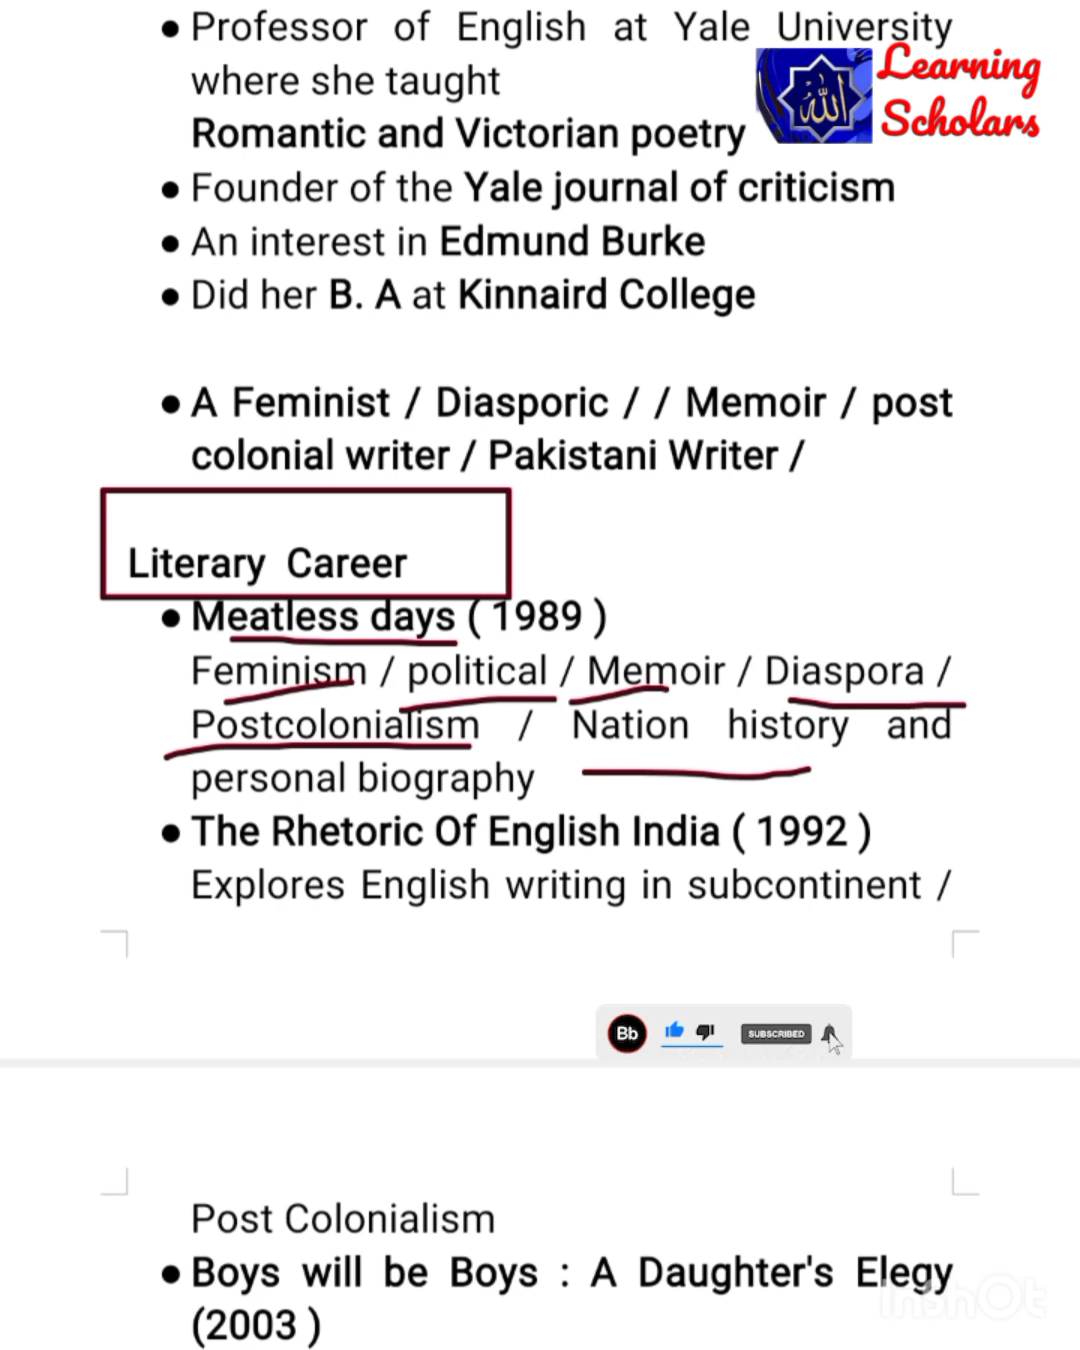 ● Professor of English at Yale University
where she taught
Romantic and Victorian poetry
Learning
Scholars
الله
● Founder of the Yale journal of criticism
● An interest in Edmund Burke
● Did her B. A at Kinnaird College
● A Feminist / Diasporic / / Memoir / post
colonial writer / Pakistani Writer /
Literary Career
● Meatless days ( 1989 )
Feminism / political / Memoir / Diaspora /
Postcolonialism / Nation history and
personal biography
● The Rhetoric Of English India ( 1992 )
Explores English writing in subcontinent /
Bb
SUBSCRIBED
Post Colonialism
● Boys will be Boys : A Daughter's Elegy
(2003 )
InshOt